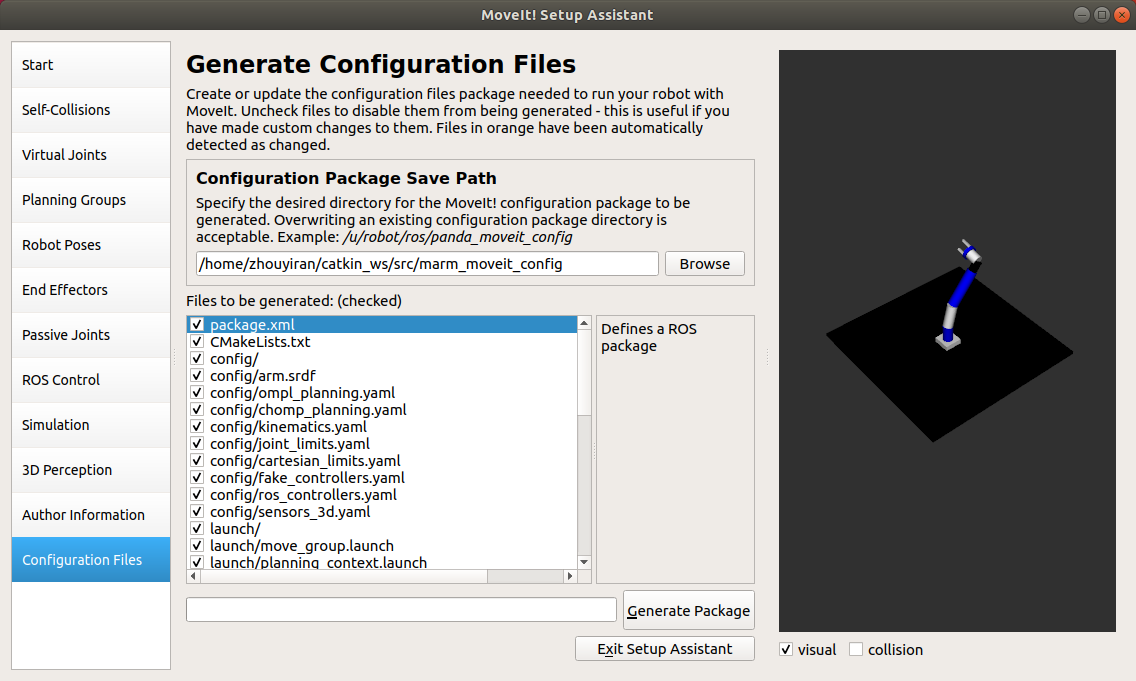 MoveIt! Setup Assistant
Start
Self-Collisions
Virtual Joints
Planning Groups
Robot Poses
End Effectors
Passive Joints
ROS Control
Simulation
3D Perception
Author Information
Configuration Files
Generate Configuration Files
Create or update the configuration files package needed to run your robot with
MoveIt. Uncheck files to disable them from being generated - this is useful if you
have made custom changes to them. Files in orange have been automatically
detected as changed.
Configuration Package Save Path
Specify the desired directory for the MoveIt! configuration package to be
generated. Overwriting an existing configuration package directory is
acceptable. Example: /u/robot/ros/panda_moveit_config
/home/zhouyiran/catkin_ws/src/marm_moveit_config
Browse
Files to be generated: (checked)
package.xml
CMakeLists.txt
config/
config/arm.srdf
config/ompl_planning.yaml
config/chomp_planning.yaml
config/kinematics.yaml
config/joint_limits.yaml
config/cartesian_limits.yaml
config/fake_controllers.yaml
config/ros_controllers.yaml
config/sensors_3d.yaml
launch/
launch/move_group.launch
launch/planning_context.launch
Defines a ROS
package
Generate Package
Exit Setup Assistant
visual
collision